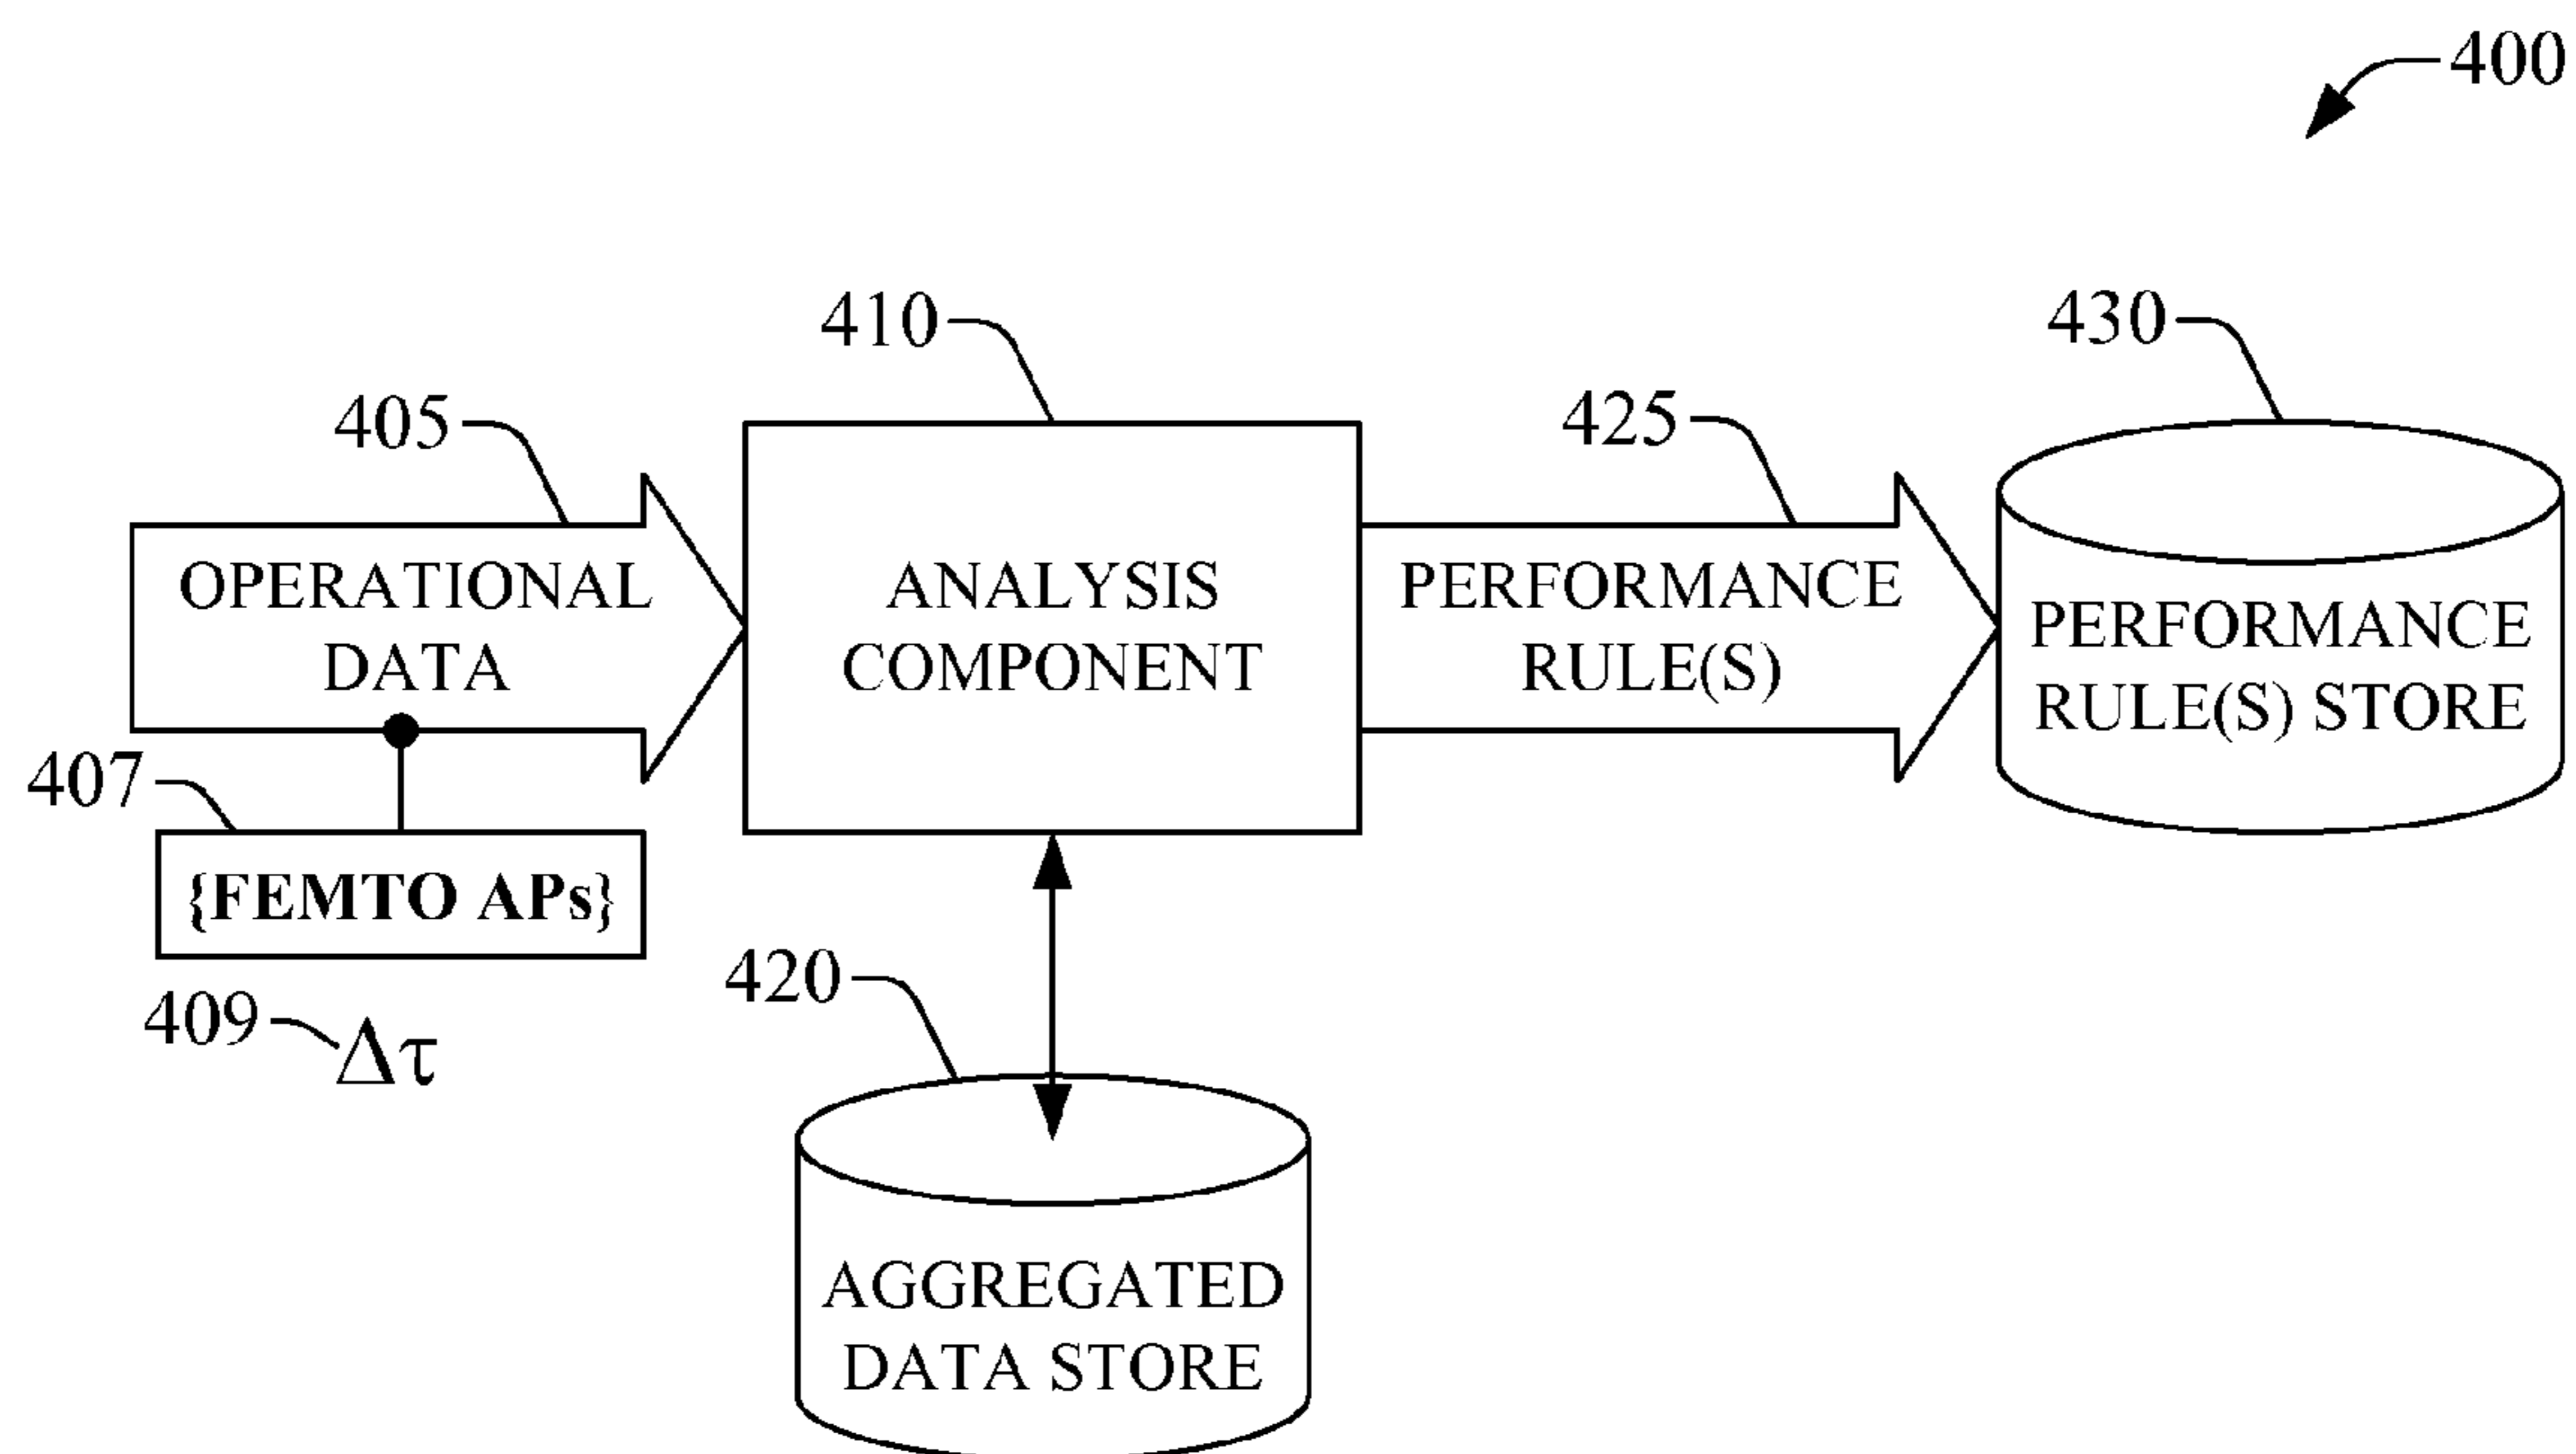 400
410
430
405
425
OPERATIONAL
DATA
ANALYSIS
COMPONENT
PERFORMANCE
RULE(S)
PERFORMANCE
RULE(S) STORE
407
{FEMTO APs}
409
Δτ
420
AGGREGATED
DATA STORE